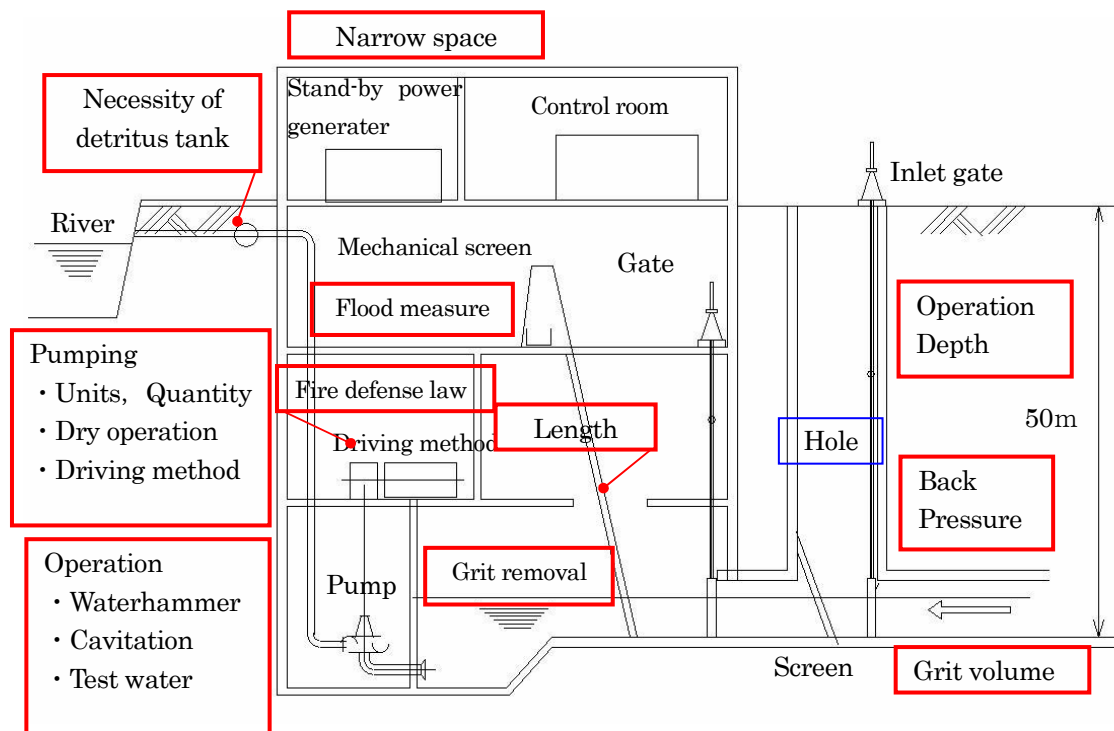 Narrow space
Necessity of
detritus tank
Stand-by power
generater
Control room
Inlet gate
River
Mechanical screen
Gate
Flood measure
Operation
Depth
Pumping
・Units, Quantity
・Dry operation
・Driving method
Fire defense law
Driving method
Length
Hole
50m
Back
Pressure
Operation
・Waterhammer
・Cavitation
・Test water
Pump
Grit removal
Screen
Grit volume